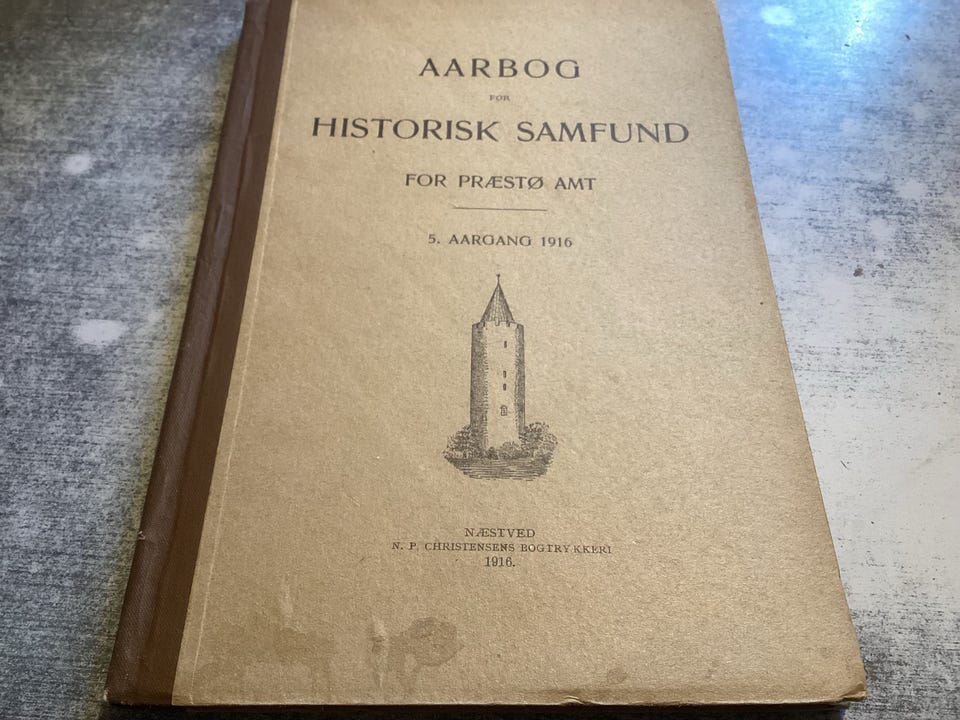 AARBOG
FOR
HISTORISK SAMFUND
FOR PRÆSTØ AMT
5. AARGANG 1916
NÆSTVED
N. P. CHRISTENSENS BOGTRYKKERI
1916.